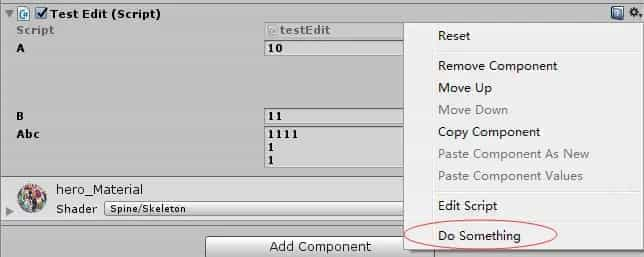 Test Edit (Script)
Script
testEdit
A
10
B
11
Abc
1111
1
1
hero_Material
Shader
Spine/Skeleton
Add Component
Reset
Remove Component
Move Up
Move Down
Copy Component
Paste Component As New
Paste Component Values
Edit Script
Do Something